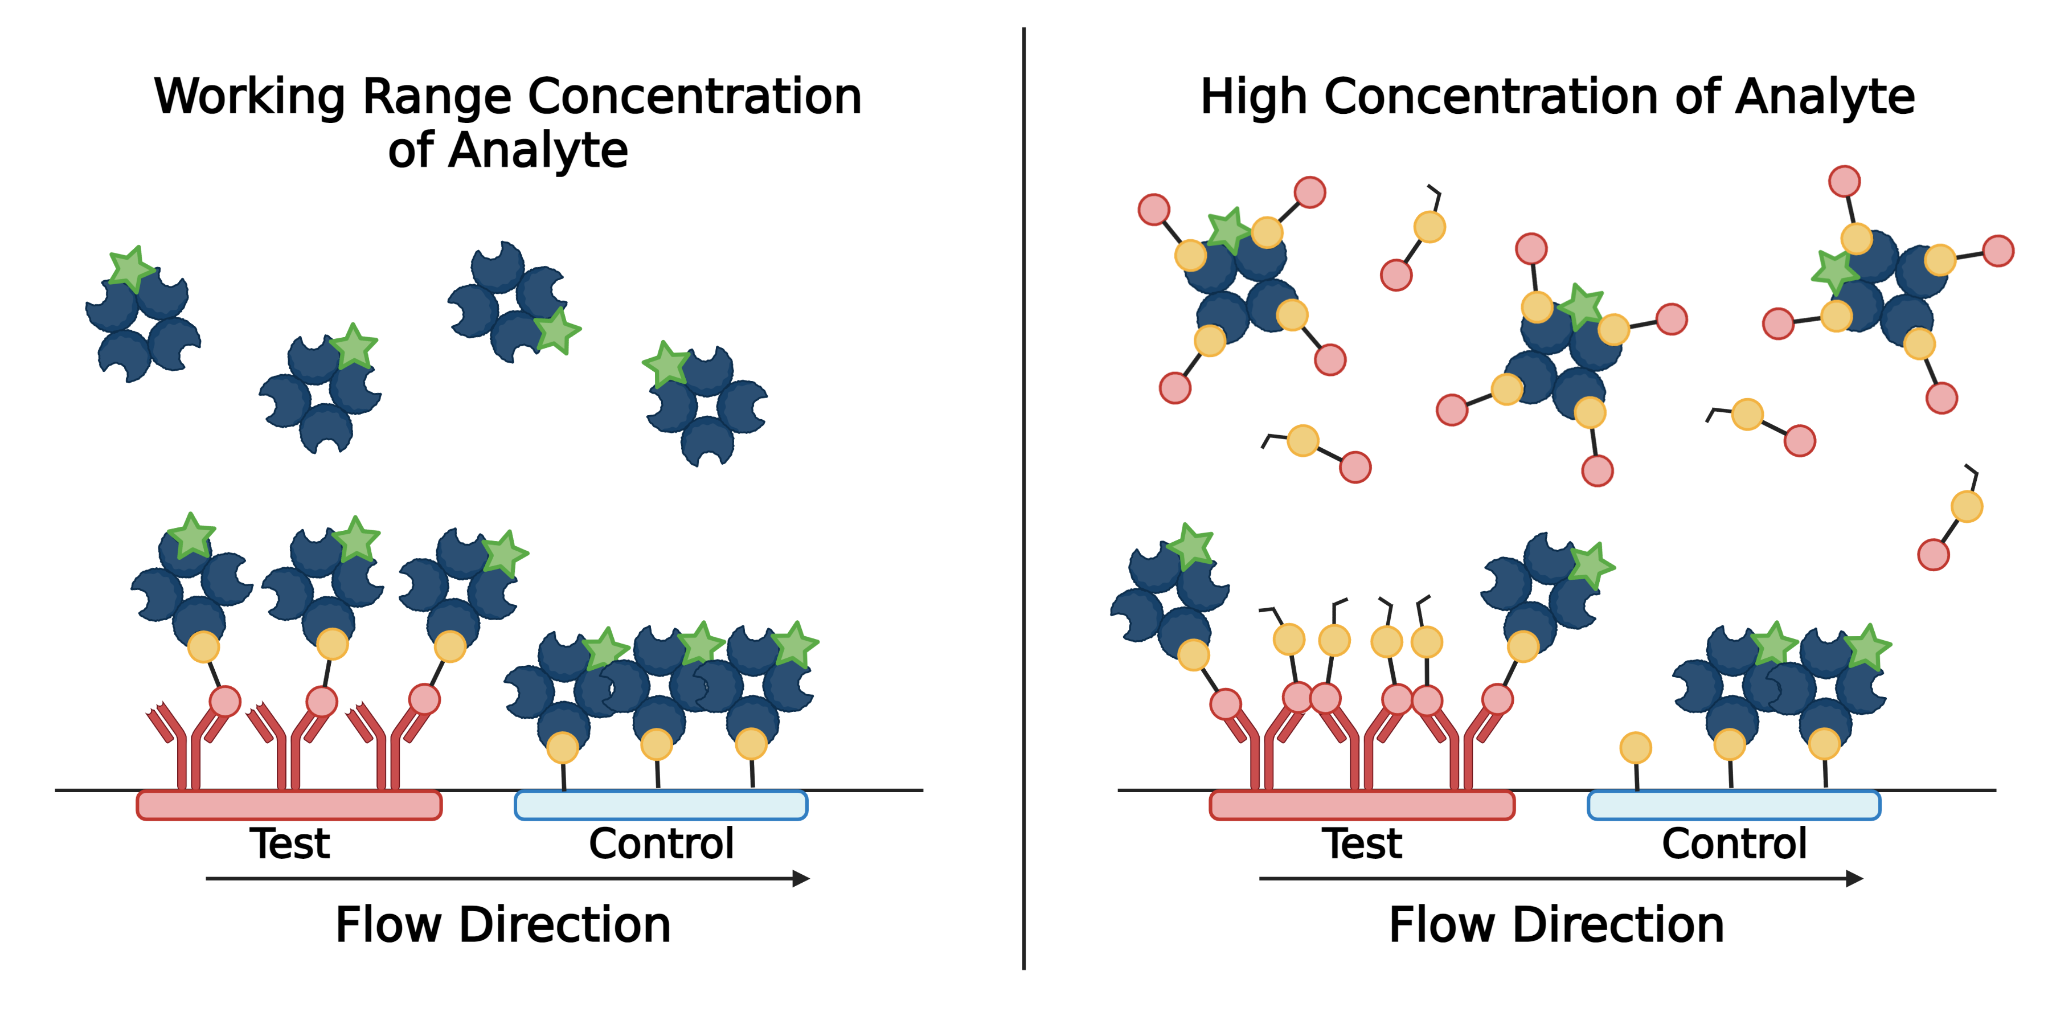 Working Range Concentration
of Analyte
Test
Control
Flow Direction
High Concentration of Analyte
Test
Control
Flow Direction